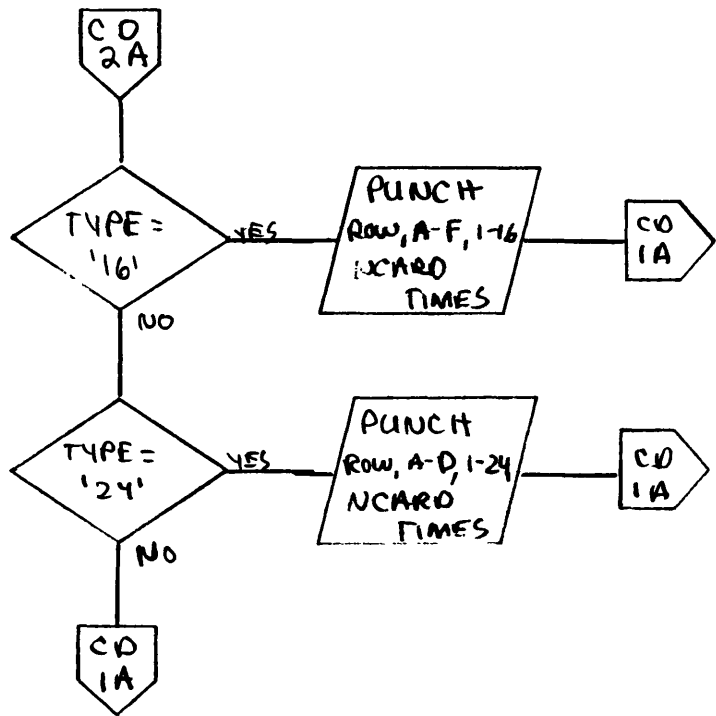 CD
2A
TYPE =
'16'
YES
PUNCH
ROW, A-F, 1-16
NCARD
TIMES
CD
1A
NO
TYPE =
'24'
YES
PUNCH
ROW, A-D, 1-24
NCARD
TIMES
CD
1A
NO
CD
1A